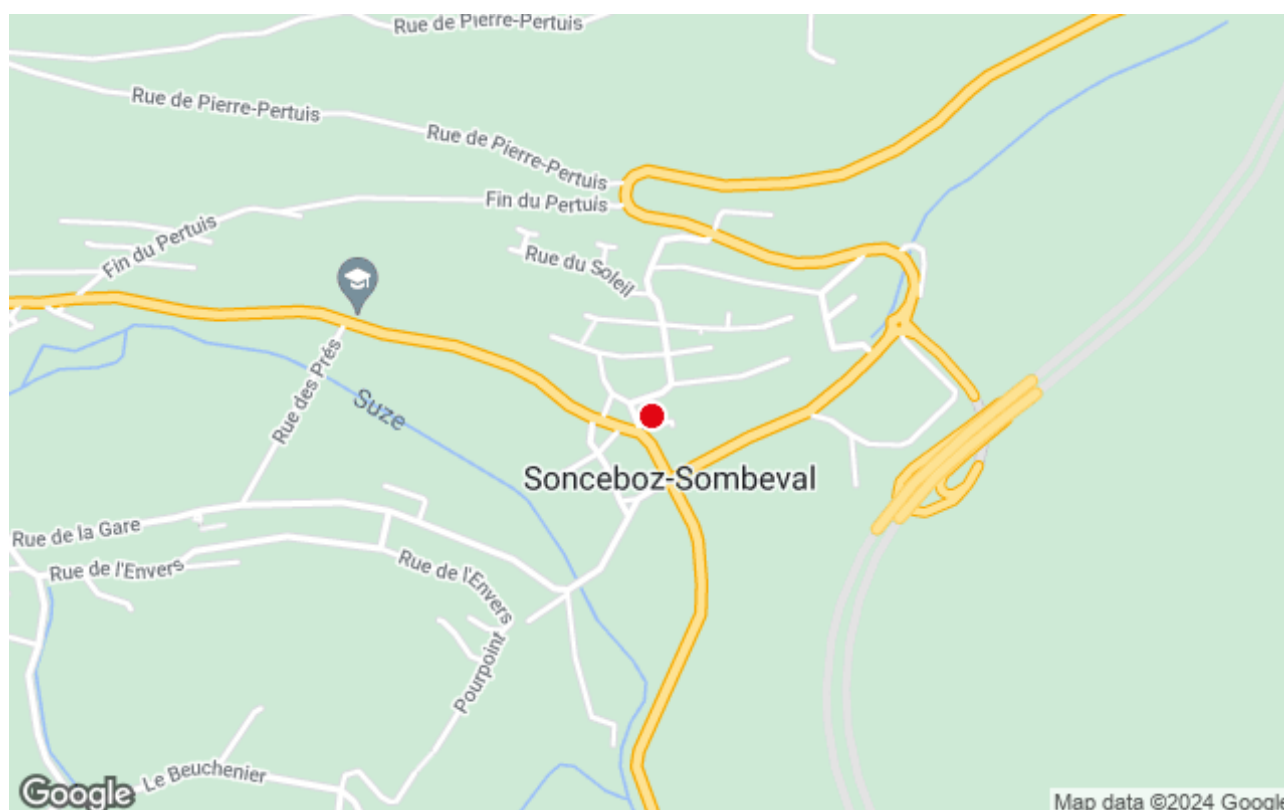 Rue de Pierre-Pertuis
Rue de Pierre-Pertuis
Rue de Pierre-Pertuis
Fin du Pertuis
Fin du Pertuis
Rue du Soleil
Rue des Prés
Suze
Sonceboz-Sombeval
Rue de la Gare
Rue de l'Envers
Rue de l'Envers
Pourpoint
Le Beuchenier
Google
Map data ©2024 Google